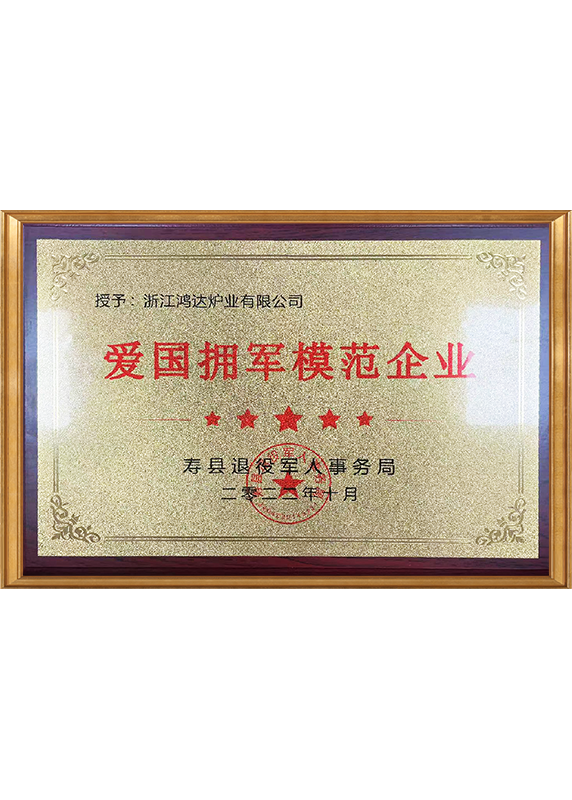 授予：浙江鸿达炉业有限公司
爱国拥军模范企业
寿县退役军人事务局
二零二二年十月